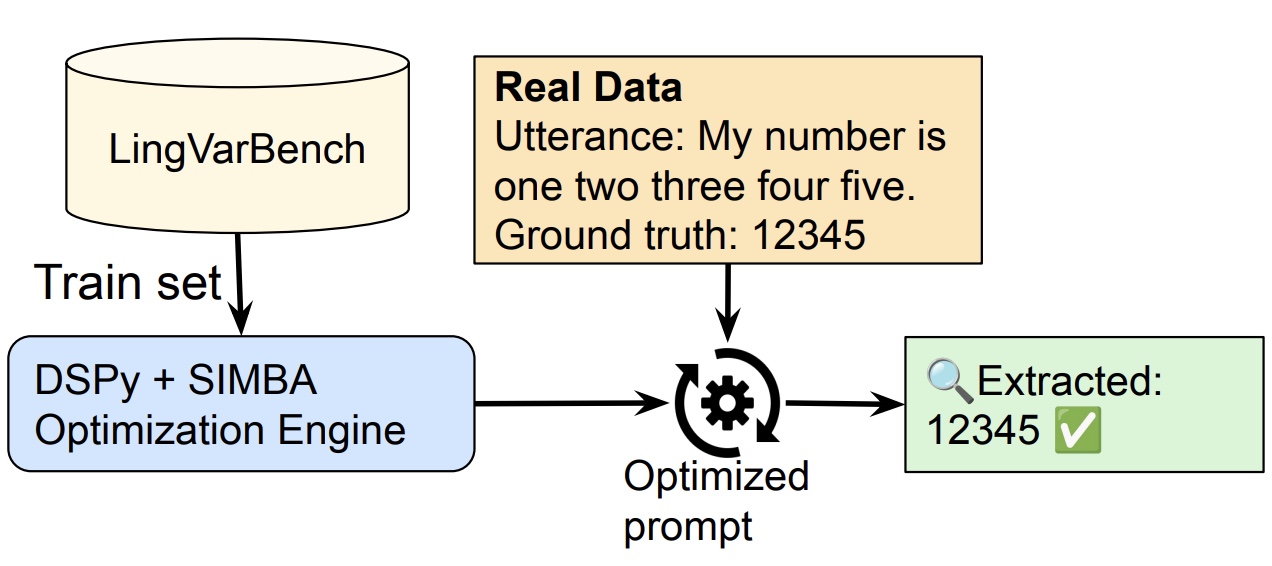 LingVarBench
Real Data
Utterance: My number is
one two three four five.
Ground truth: 12345
Train set
DSPy + SIMBA
Optimization Engine
Optimized
prompt
🔍Extracted:
12345 ✅